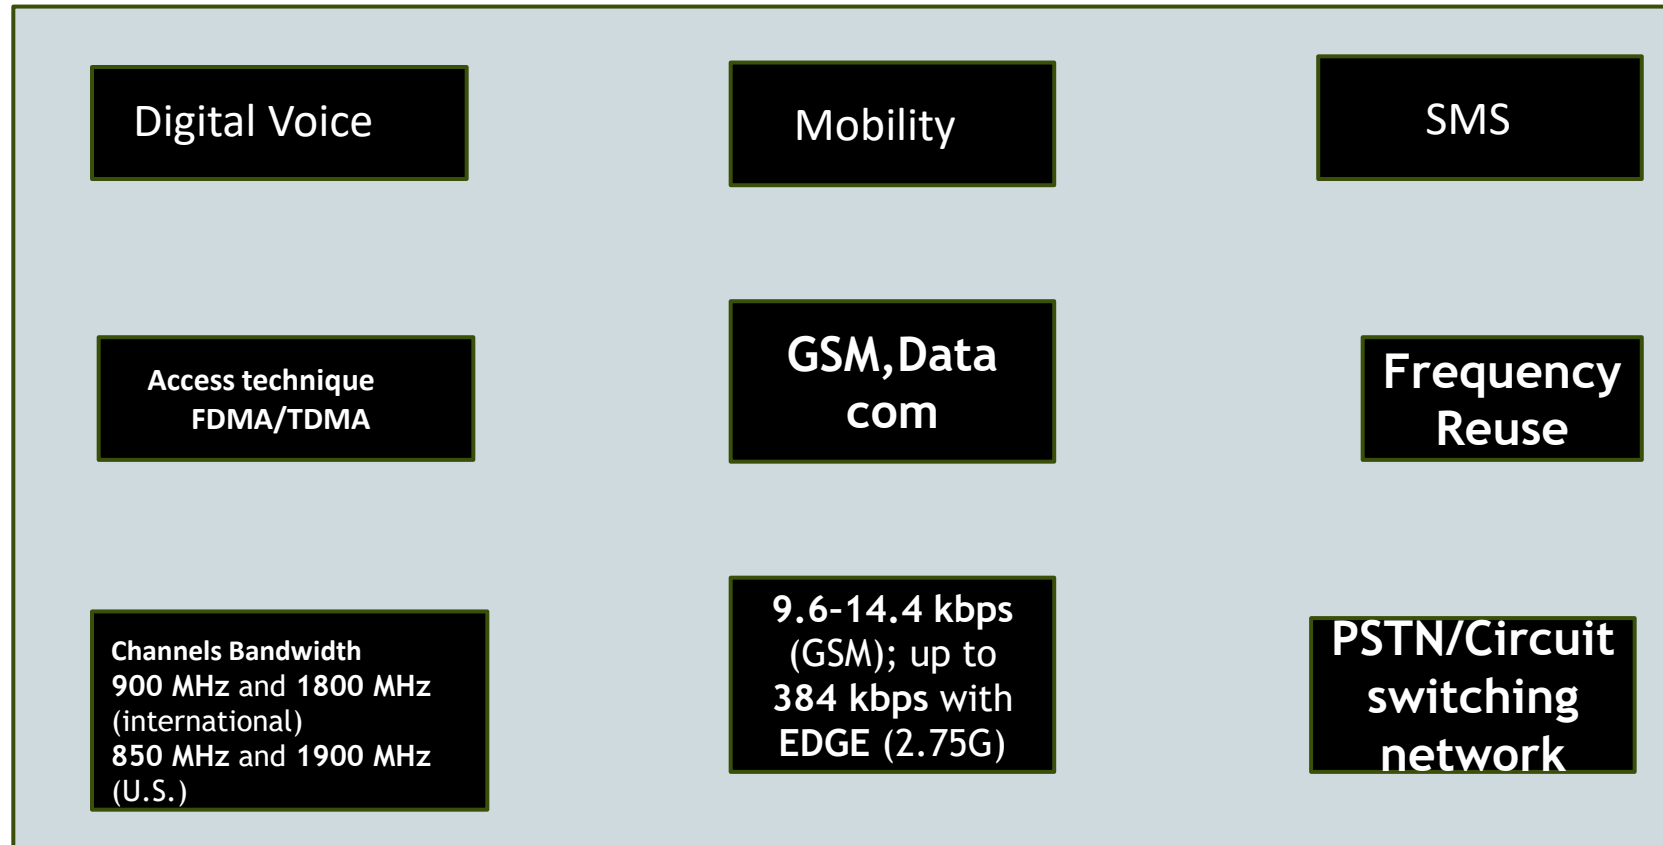 Digital Voice
Mobility
SMS
Access technique
FDMA/TDMA
GSM,Data
com
Frequency
Reuse
Channels Bandwidth
900 MHz and 1800 MHz
(international)
850 MHz and 1900 MHz
(U.S.)
9.6–14.4 kbps
(GSM); up to
384 kbps with
EDGE (2.75G)
PSTN/Circuit
switching
network